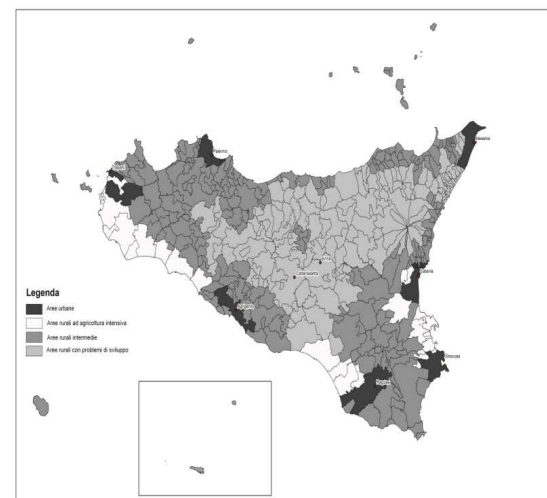 Palermo
Messina
Trapani
Enna
Caltanissetta
Catania
Agrigento
Siracusa
Ragusa
Legenda
Aree urbane
Aree rurali ad agricoltura intensiva
Aree rurali intermedie
Aree rurali con problemi di sviluppo